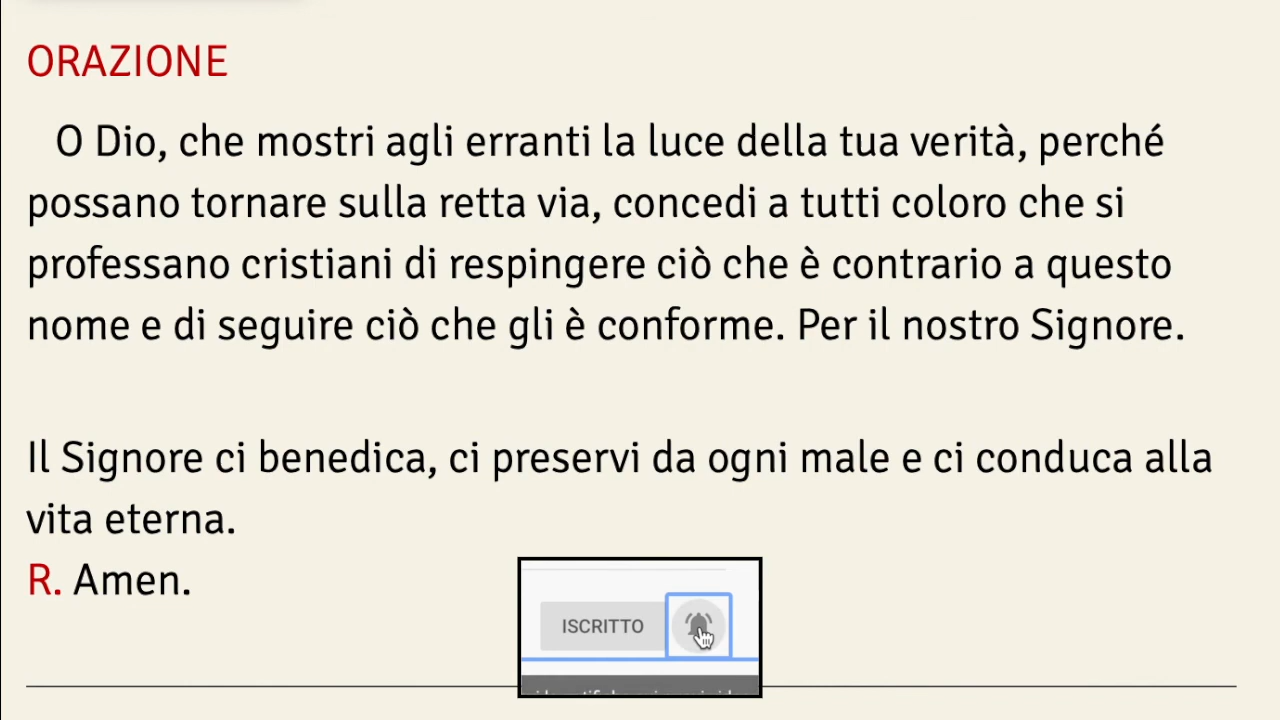 ORAZIONE
O Dio, che mostri agli erranti la luce della tua verità, perché
possano tornare sulla retta via, concedi a tutti coloro che si
professano cristiani di respingere ciò che è contrario a questo
nome e di seguire ciò che gli è conforme. Per il nostro Signore.
Il Signore ci benedica, ci preservi da ogni male e ci conduca alla
vita eterna.
R. Amen.
ISCRITTO